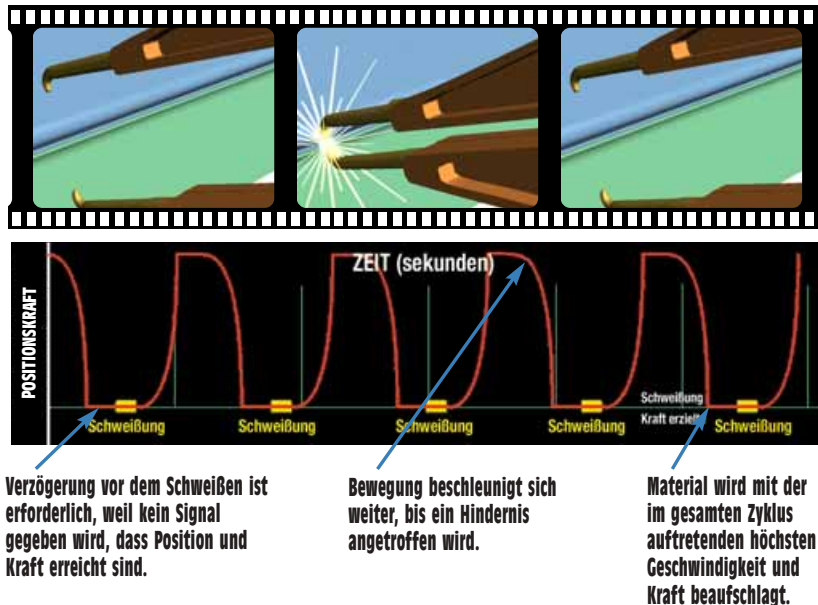 ZEIT (sekunden)
POSITIONSKRAFT
Schweißung
Kraft erzielt
Schweißung
Schweißung
Schweißung
Schweißung
Schweißung
Verzögerung vor dem Schweißen ist
erforderlich, weil kein Signal
gegeben wird, dass Position und
Kraft erreicht sind.
Bewegung beschleunigt sich
weiter, bis ein Hindernis
angetroffen wird.
Material wird mit der
im gesamten Zyklus
auftretenden höchsten
Geschwindigkeit und
Kraft beaufschlagt.